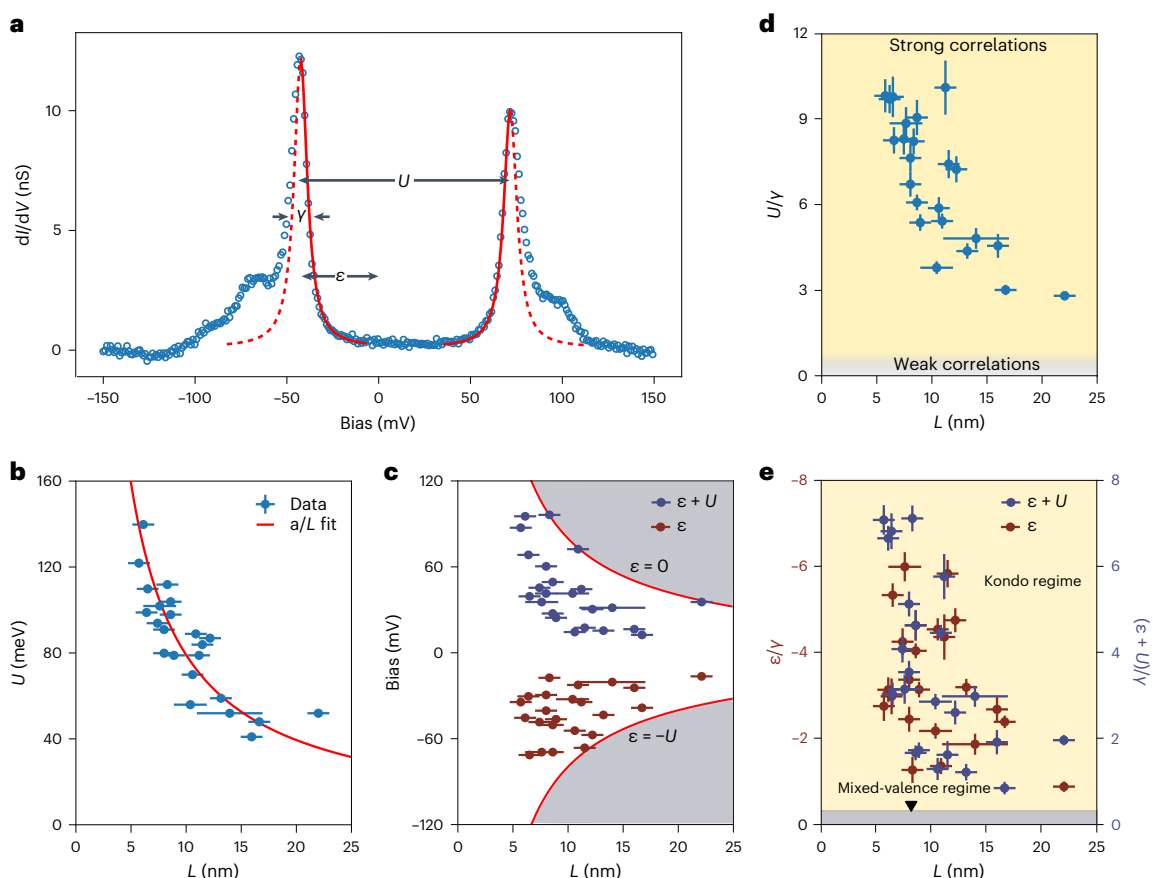 a
dI/dV (nS)
10
5
0
U
γ
ε
−150
−100
−50
0
50
100
150
Bias (mV)
b
U (meV)
160
120
80
40
0
Data
a/L fit
0
5
10
15
20
25
L (nm)
c
Bias (mV)
120
60
0
−60
−120
ε + U
ε
ε = 0
ε = −U
0
5
10
15
20
25
L (nm)
d
U/γ
12
9
6
3
0
Strong correlations
Weak correlations
0
5
10
15
20
25
L (nm)
e
ε/γ
−8
−6
−4
−2
0
ε + U
ε
Kondo regime
Mixed-valence regime
8
6
4
2
0
(ε + U)/γ
0
5
10
15
20
25
L (nm)